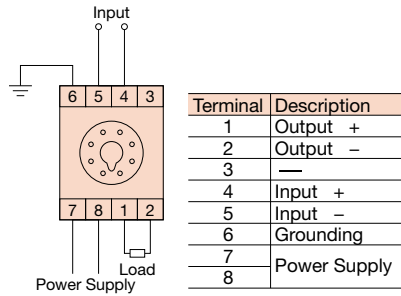 Input
6 5 4 3
7 8 1 2
Load
Power Supply
Terminal Description
1 Output +
2 Output −
3 —
4 Input +
5 Input −
6 Grounding
7
8
Power Supply